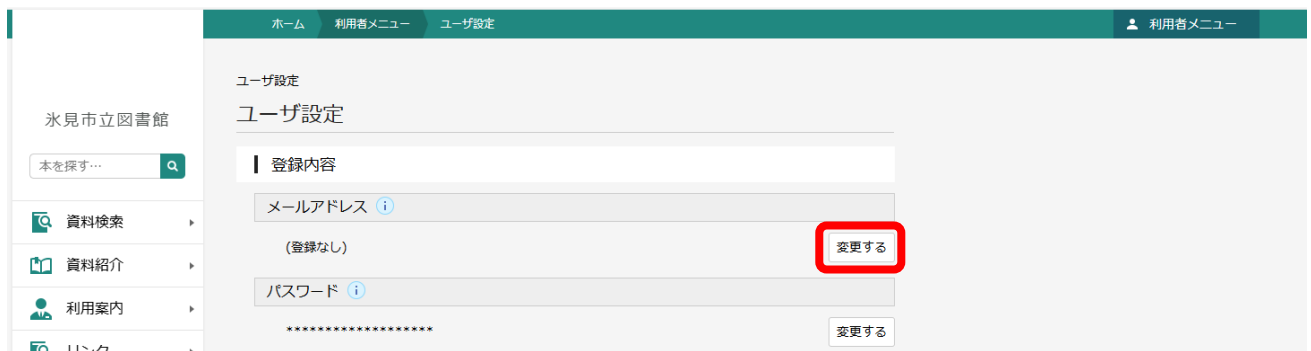 ホーム 利用者メニュー ユーザ設定 利用者メニュー
ユーザ設定
ユーザ設定
氷見市立図書館
本を探す…
登録内容
メールアドレス i
(登録なし) 変更する
パスワード i
******************* 変更する
資料検索
資料紹介
利用案内
リンク